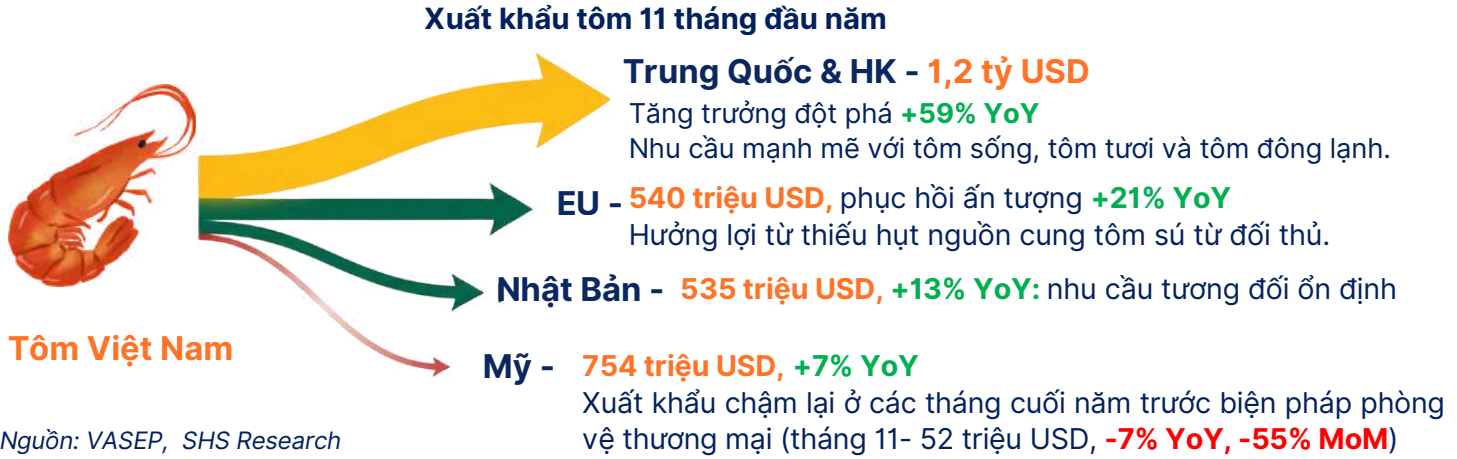 Xuất khẩu tôm 11 tháng đầu năm
Trung Quốc & HK - 1,2 tỷ USD
Tăng trưởng đột phá +59% YoY
Nhu cầu mạnh mẽ với tôm sống, tôm tươi và tôm đông lạnh.
EU - 540 triệu USD, phục hồi ấn tượng +21% YoY
Hưởng lợi từ thiếu hụt nguồn cung tôm sú từ đối thủ.
Nhật Bản - 535 triệu USD, +13% YoY: nhu cầu tương đối ổn định
Tôm Việt Nam
Mỹ - 754 triệu USD, +7% YoY
Xuất khẩu chậm lại ở các tháng cuối năm trước biện pháp phòng
vệ thương mại (tháng 11- 52 triệu USD, -7% YoY, -55% MoM)
Nguồn: VASEP, SHS Research